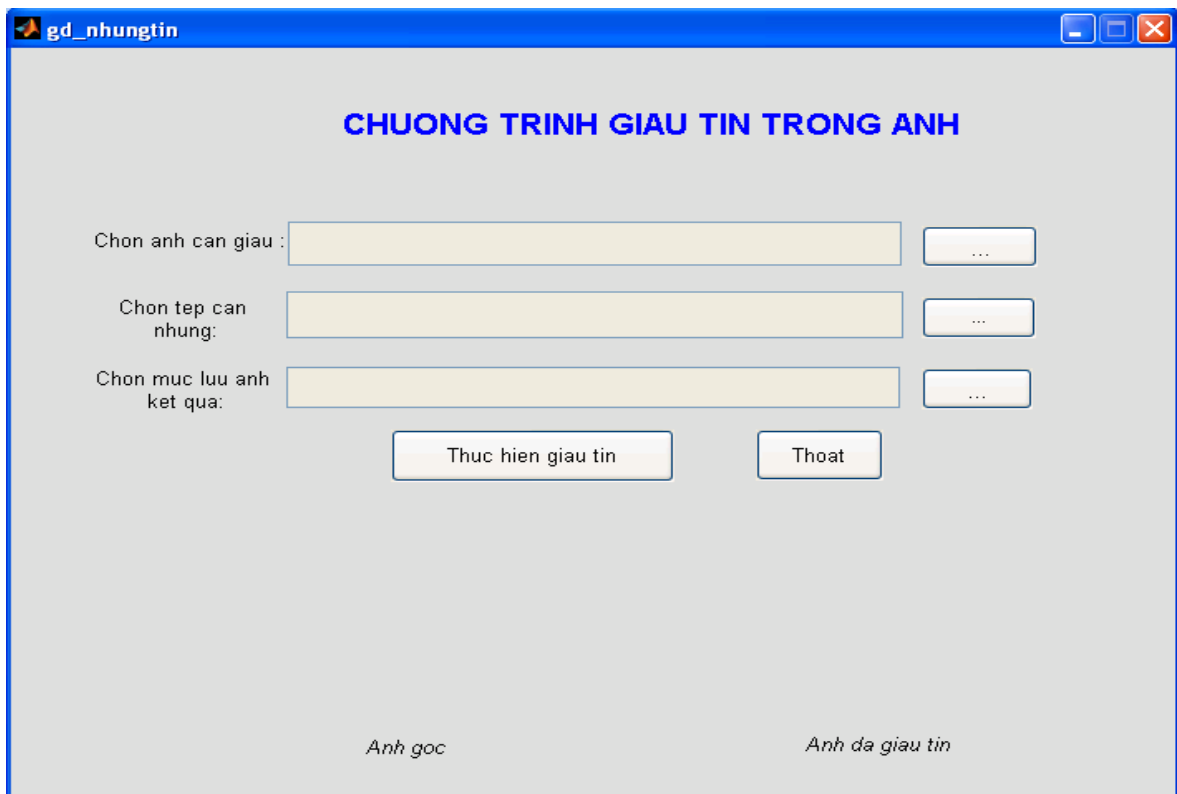 gd_nhungtin
CHUONG TRINH GIAU TIN TRONG ANH
Chon anh can giau :
...
Chon tep can
nhung:
...
Chon muc luu anh
ket qua:
...
Thuc hien giau tin
Thoat
Anh goc
Anh da giau tin